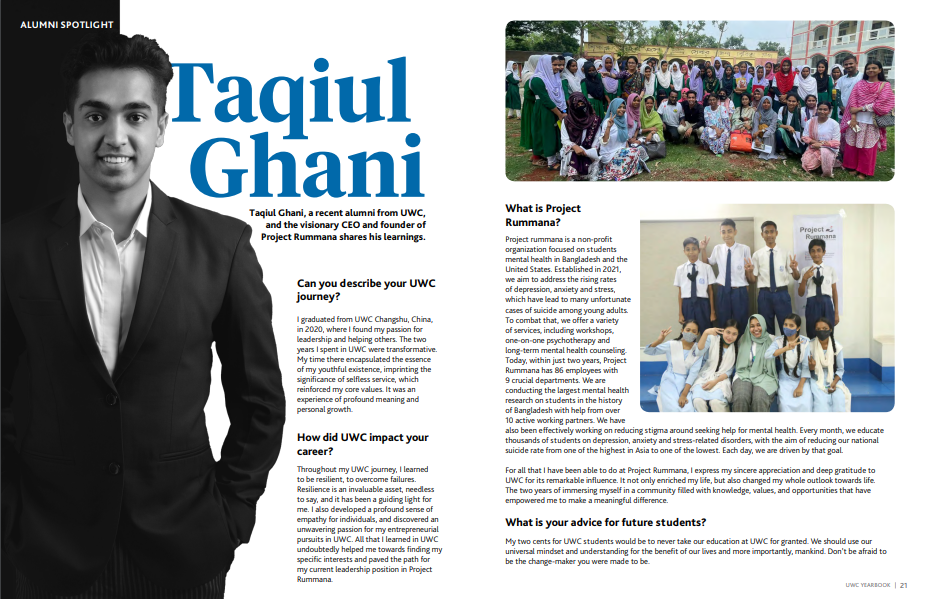 ALUMNI SPOTLIGHT
Taqiul
Ghani
Taqiul Ghani, a recent alumni from UWC,
and the visionary CEO and founder of
Project Rummana shares his learnings.
Can you describe your UWC
journey?
I graduated from UWC Changshu, China,
in 2020, where I found my passion for
leadership and helping others. The two
years I spent in UWC were transformative.
My time there encapsulated the essence
of my youthful existence, imprinting the
significance of selfless service, which
reinforced my core values. It was an
experience of profound meaning and
personal growth.
How did UWC impact your
career?
Throughout my UWC journey, I learned
to be resilient, to overcome failures.
Resilience is an invaluable asset, needless
to say, and it has been a guiding light for
me. I also developed a profound sense of
empathy for individuals, and discovered an
unwavering passion for my entrepreneurial
pursuits in UWC. All that I learned in UWC
undoubtedly helped me towards finding my
specific interests and paved the path for
my current leadership position in Project
Rummana.
What is Project
Rummana?
Project rummana is a non-profit
organization focused on students
mental health in Bangladesh and the
United States. Established in 2021,
we aim to address the rising rates
of depression, anxiety and stress,
which have lead to many unfortunate
cases of suicide among young adults.
To combat that, we offer a variety
of services, including workshops,
one-on-one psychotherapy and
long-term mental health counseling.
Today, within just two years, Project
Rummana has 86 employees with
9 crucial departments. We are
conducting the largest mental health
research on students in the history
of Bangladesh with help from over
10 active working partners. We have
also been effectively working on reducing stigma around seeking help for mental health. Every month, we educate
thousands of students on depression, anxiety and stress-related disorders, with the aim of reducing our national
suicide rate from one of the highest in Asia to one of the lowest. Each day, we are driven by that goal.
For all that I have been able to do at Project Rummana, I express my sincere appreciation and deep gratitude to
UWC for its remarkable influence. It not only enriched my life, but also changed my whole outlook towards life.
The two years of immersing myself in a community filled with knowledge, values, and opportunities that have
empowered me to make a meaningful difference.
What is your advice for future students?
My two cents for UWC students would be to never take our education at UWC for granted. We should use our
universal mindset and understanding for the benefit of our lives and more importantly, mankind. Don't be afraid to
be the change-maker you were made to be.
Project
Rummana
UWC YEARBOOK | 21